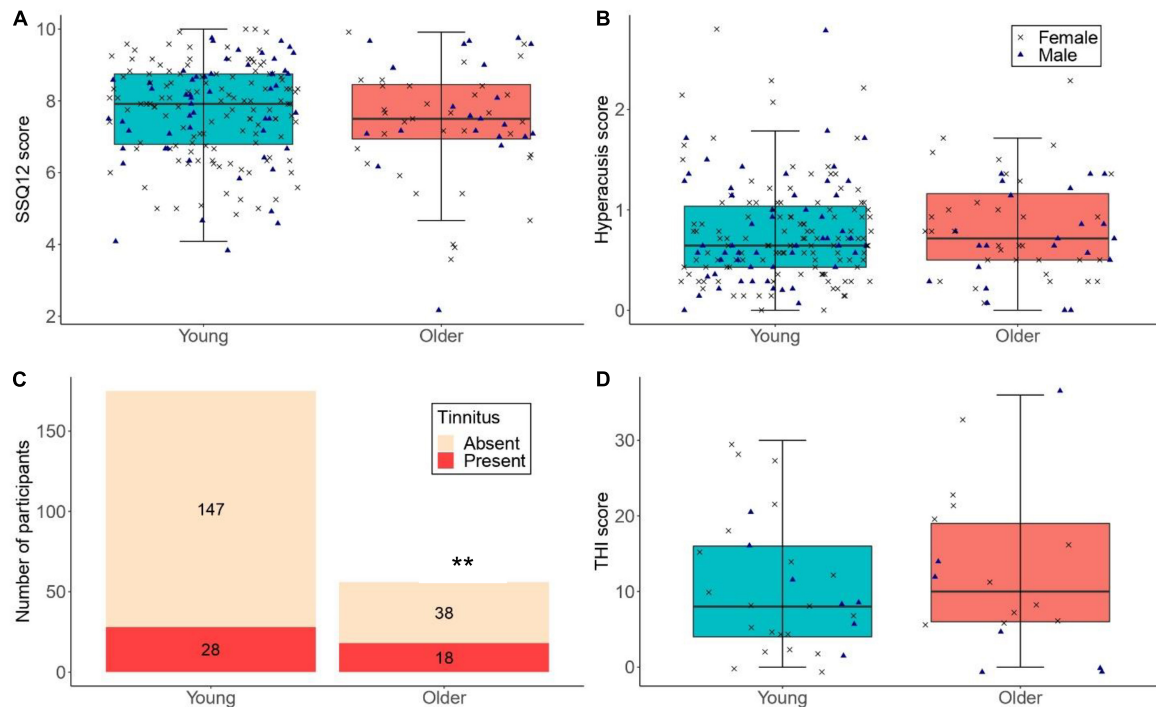 A
SSQ12 score
10
8
6
4
2
Young
Older
B
Hyperacusis score
2
1
0
Female
Male
Young
Older
C
Number of participants
150
100
50
0
Tinnitus
Absent
Present
147
28
**
38
18
Young
Older
D
THI score
30
20
10
0
Young
Older